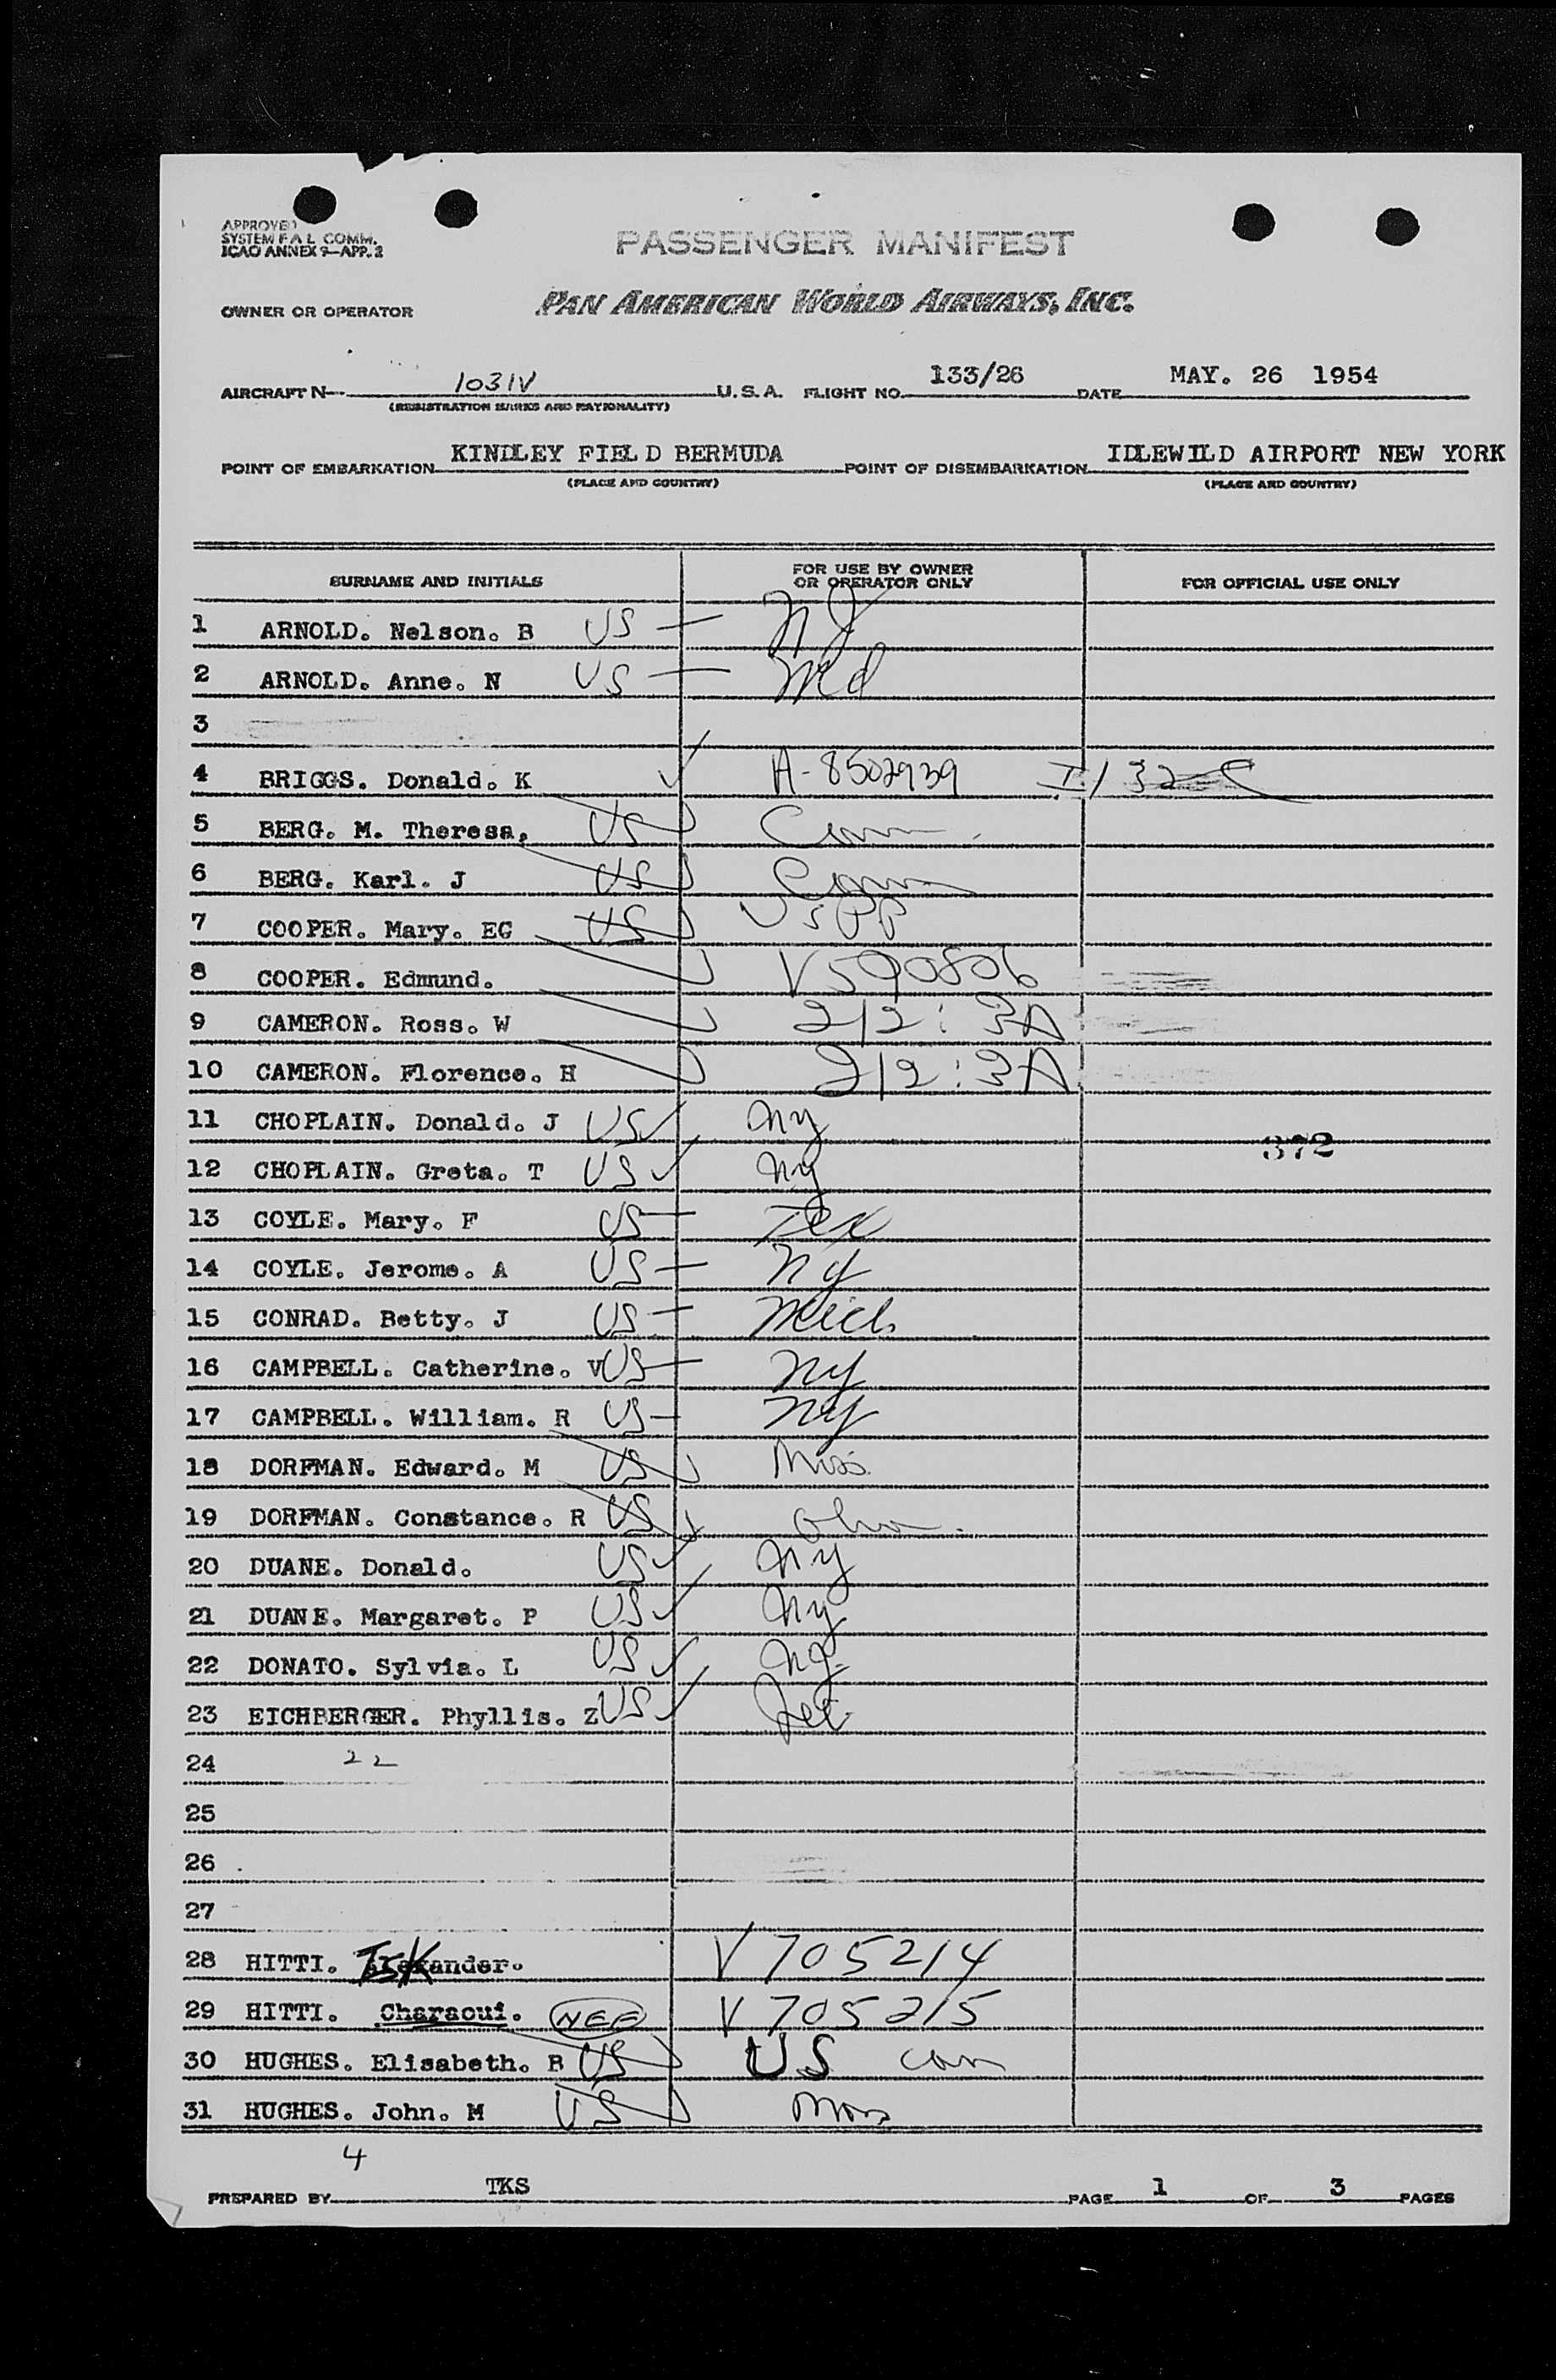 APPROVED
SYSTEM F A L COMM.
ICAO ANNEX 9-APP. 2
PASSENGER MANIFEST
OWNER OR OPERATOR PAN AMERICAN WORLD AIRWAYS, INC.
AIRCRAFT N 1031V U.S.A. FLIGHT NO. 133/26 DATE MAY. 26 1954
(REGISTRATION MARKS AND NATIONALITY)
POINT OF EMBARKATION KINDLEY FIELD BERMUDA POINT OF DISEMBARKATION IDLEWILD AIRPORT NEW YORK
(PLACE AND COUNTRY) (PLACE AND COUNTRY)
SURNAME AND INITIALS FOR USE BY OWNER OR OPERATOR ONLY FOR OFFICIAL USE ONLY
1 ARNOLD. Nelson. B US — NJ
2 ARNOLD. Anne. N US — Md
3
4 BRIGGS. Donald. K ✓ A-8502939 I/32
5 BERG. M. Theresa, US Conn
6 BERG. Karl. J US Conn
7 COOPER. Mary. EG US US PP
8 COOPER. Edmund. V590806
9 CAMERON. Ross. W 212:3A
10 CAMERON. Florence. H 212:3A
11 CHOPLAIN. Donald. J US ✓ NY
372
12 CHOPLAIN. Greta. T US ✓ NY
13 COYLE. Mary. F US — Tex
14 COYLE. Jerome. A US — NY
15 CONRAD. Betty. J US — Mich
16 CAMPBELL. Catherine. V US — NY
17 CAMPBELL. William. R US — NY
18 DORFMAN. Edward. M US Miss
19 DORFMAN. Constance. R US Ohio
20 DUANE. Donald. US ✓ NY
21 DUANE. Margaret. P US ✓ NY
22 DONATO. Sylvia. L US ✓
23 EICHBERGER. Phyllis. Z US ✓
24 22
25
26
27
28 HITTI. Isk ander. V705214
29 HITTI. Charaoui. NEE V705215
30 HUGHES. Elisabeth. B US US Conn
31 HUGHES. John. M US Mass
4
PREPARED BY TKS PAGE 1 OF 3 PAGES